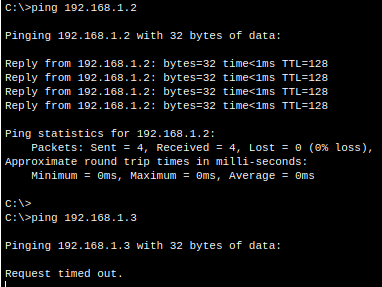 C:\>ping 192.168.1.2
Pinging 192.168.1.2 with 32 bytes of data:
Reply from 192.168.1.2: bytes=32 time<1ms TTL=128
Reply from 192.168.1.2: bytes=32 time<1ms TTL=128
Reply from 192.168.1.2: bytes=32 time<1ms TTL=128
Reply from 192.168.1.2: bytes=32 time<1ms TTL=128
Ping statistics for 192.168.1.2:
    Packets: Sent = 4, Received = 4, Lost = 0 (0% loss),
Approximate round trip times in milli-seconds:
    Minimum = 0ms, Maximum = 0ms, Average = 0ms
C:\>
C:\>ping 192.168.1.3
Pinging 192.168.1.3 with 32 bytes of data:
Request timed out.